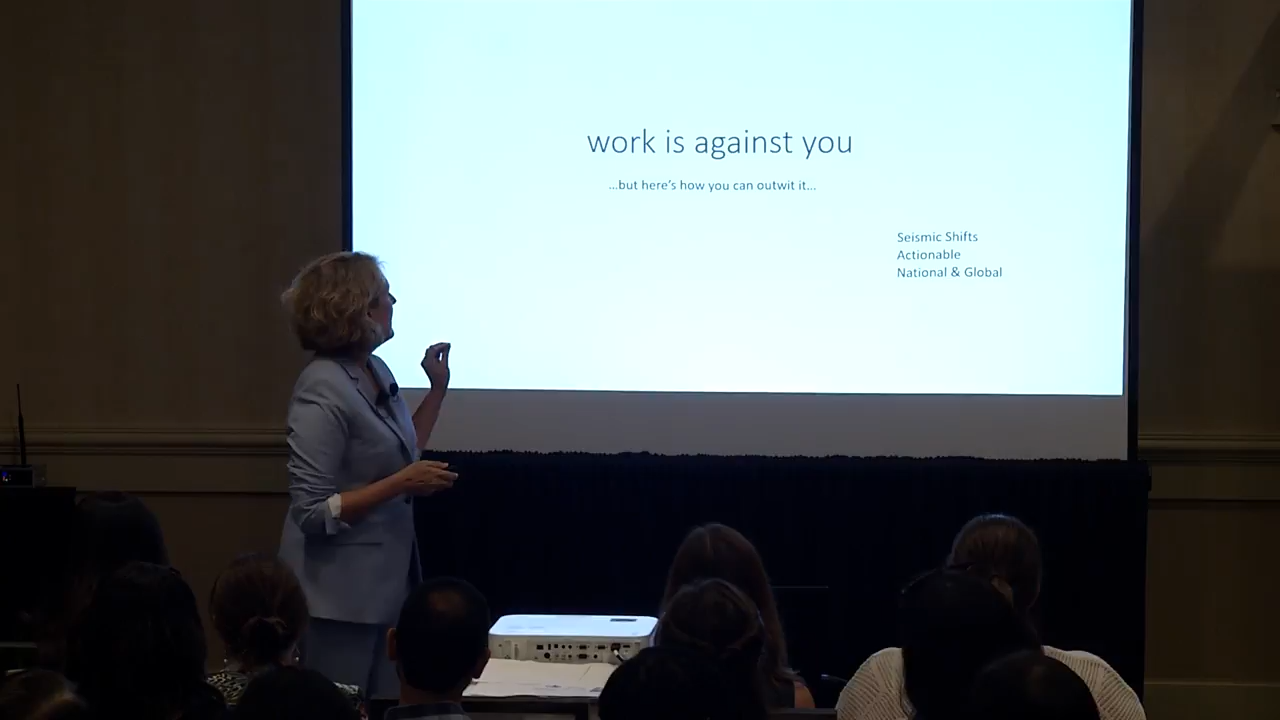 work is against you
...but here's how you can outwit it...
Seismic Shifts
Actionable
National & Global